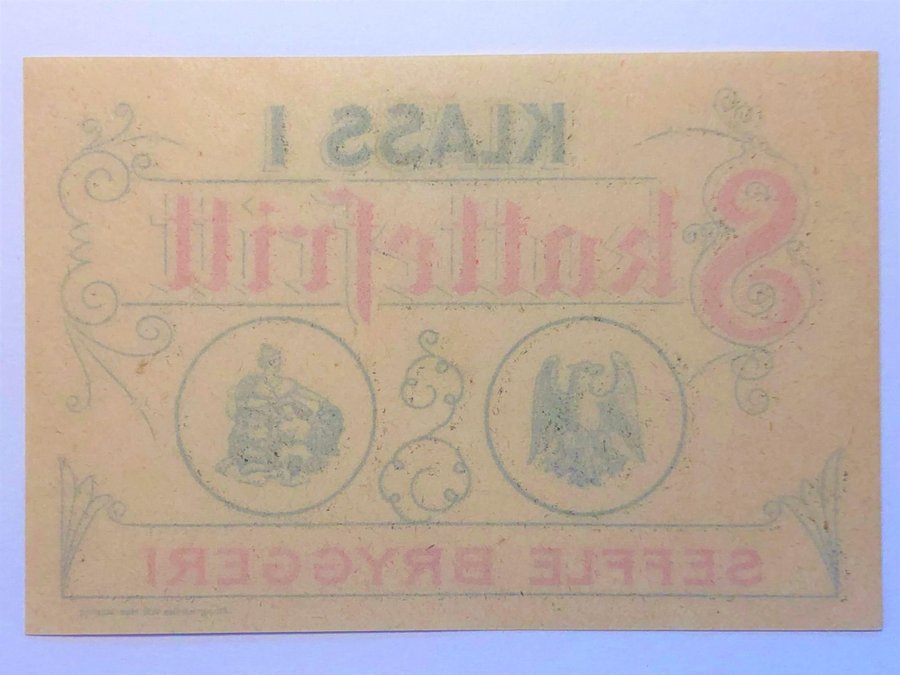 KLASS I
Skattefritt
SEFFLE BRYGGERI